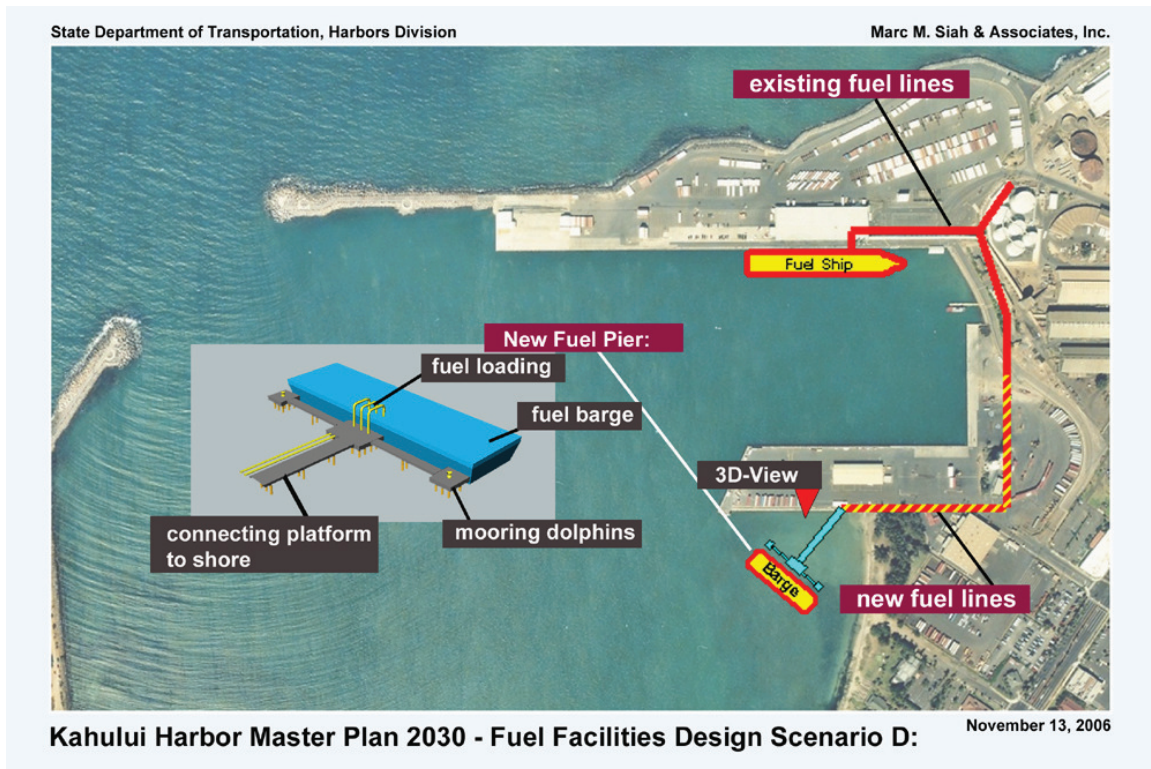 State Department of Transportation, Harbors Division
Marc M. Siah & Associates, Inc.
existing fuel lines
Fuel Ship
New Fuel Pier:
fuel loading
fuel barge
3D-View
connecting platform
to shore
mooring dolphins
Barge
new fuel lines
November 13, 2006
Kahului Harbor Master Plan 2030 - Fuel Facilities Design Scenario D: